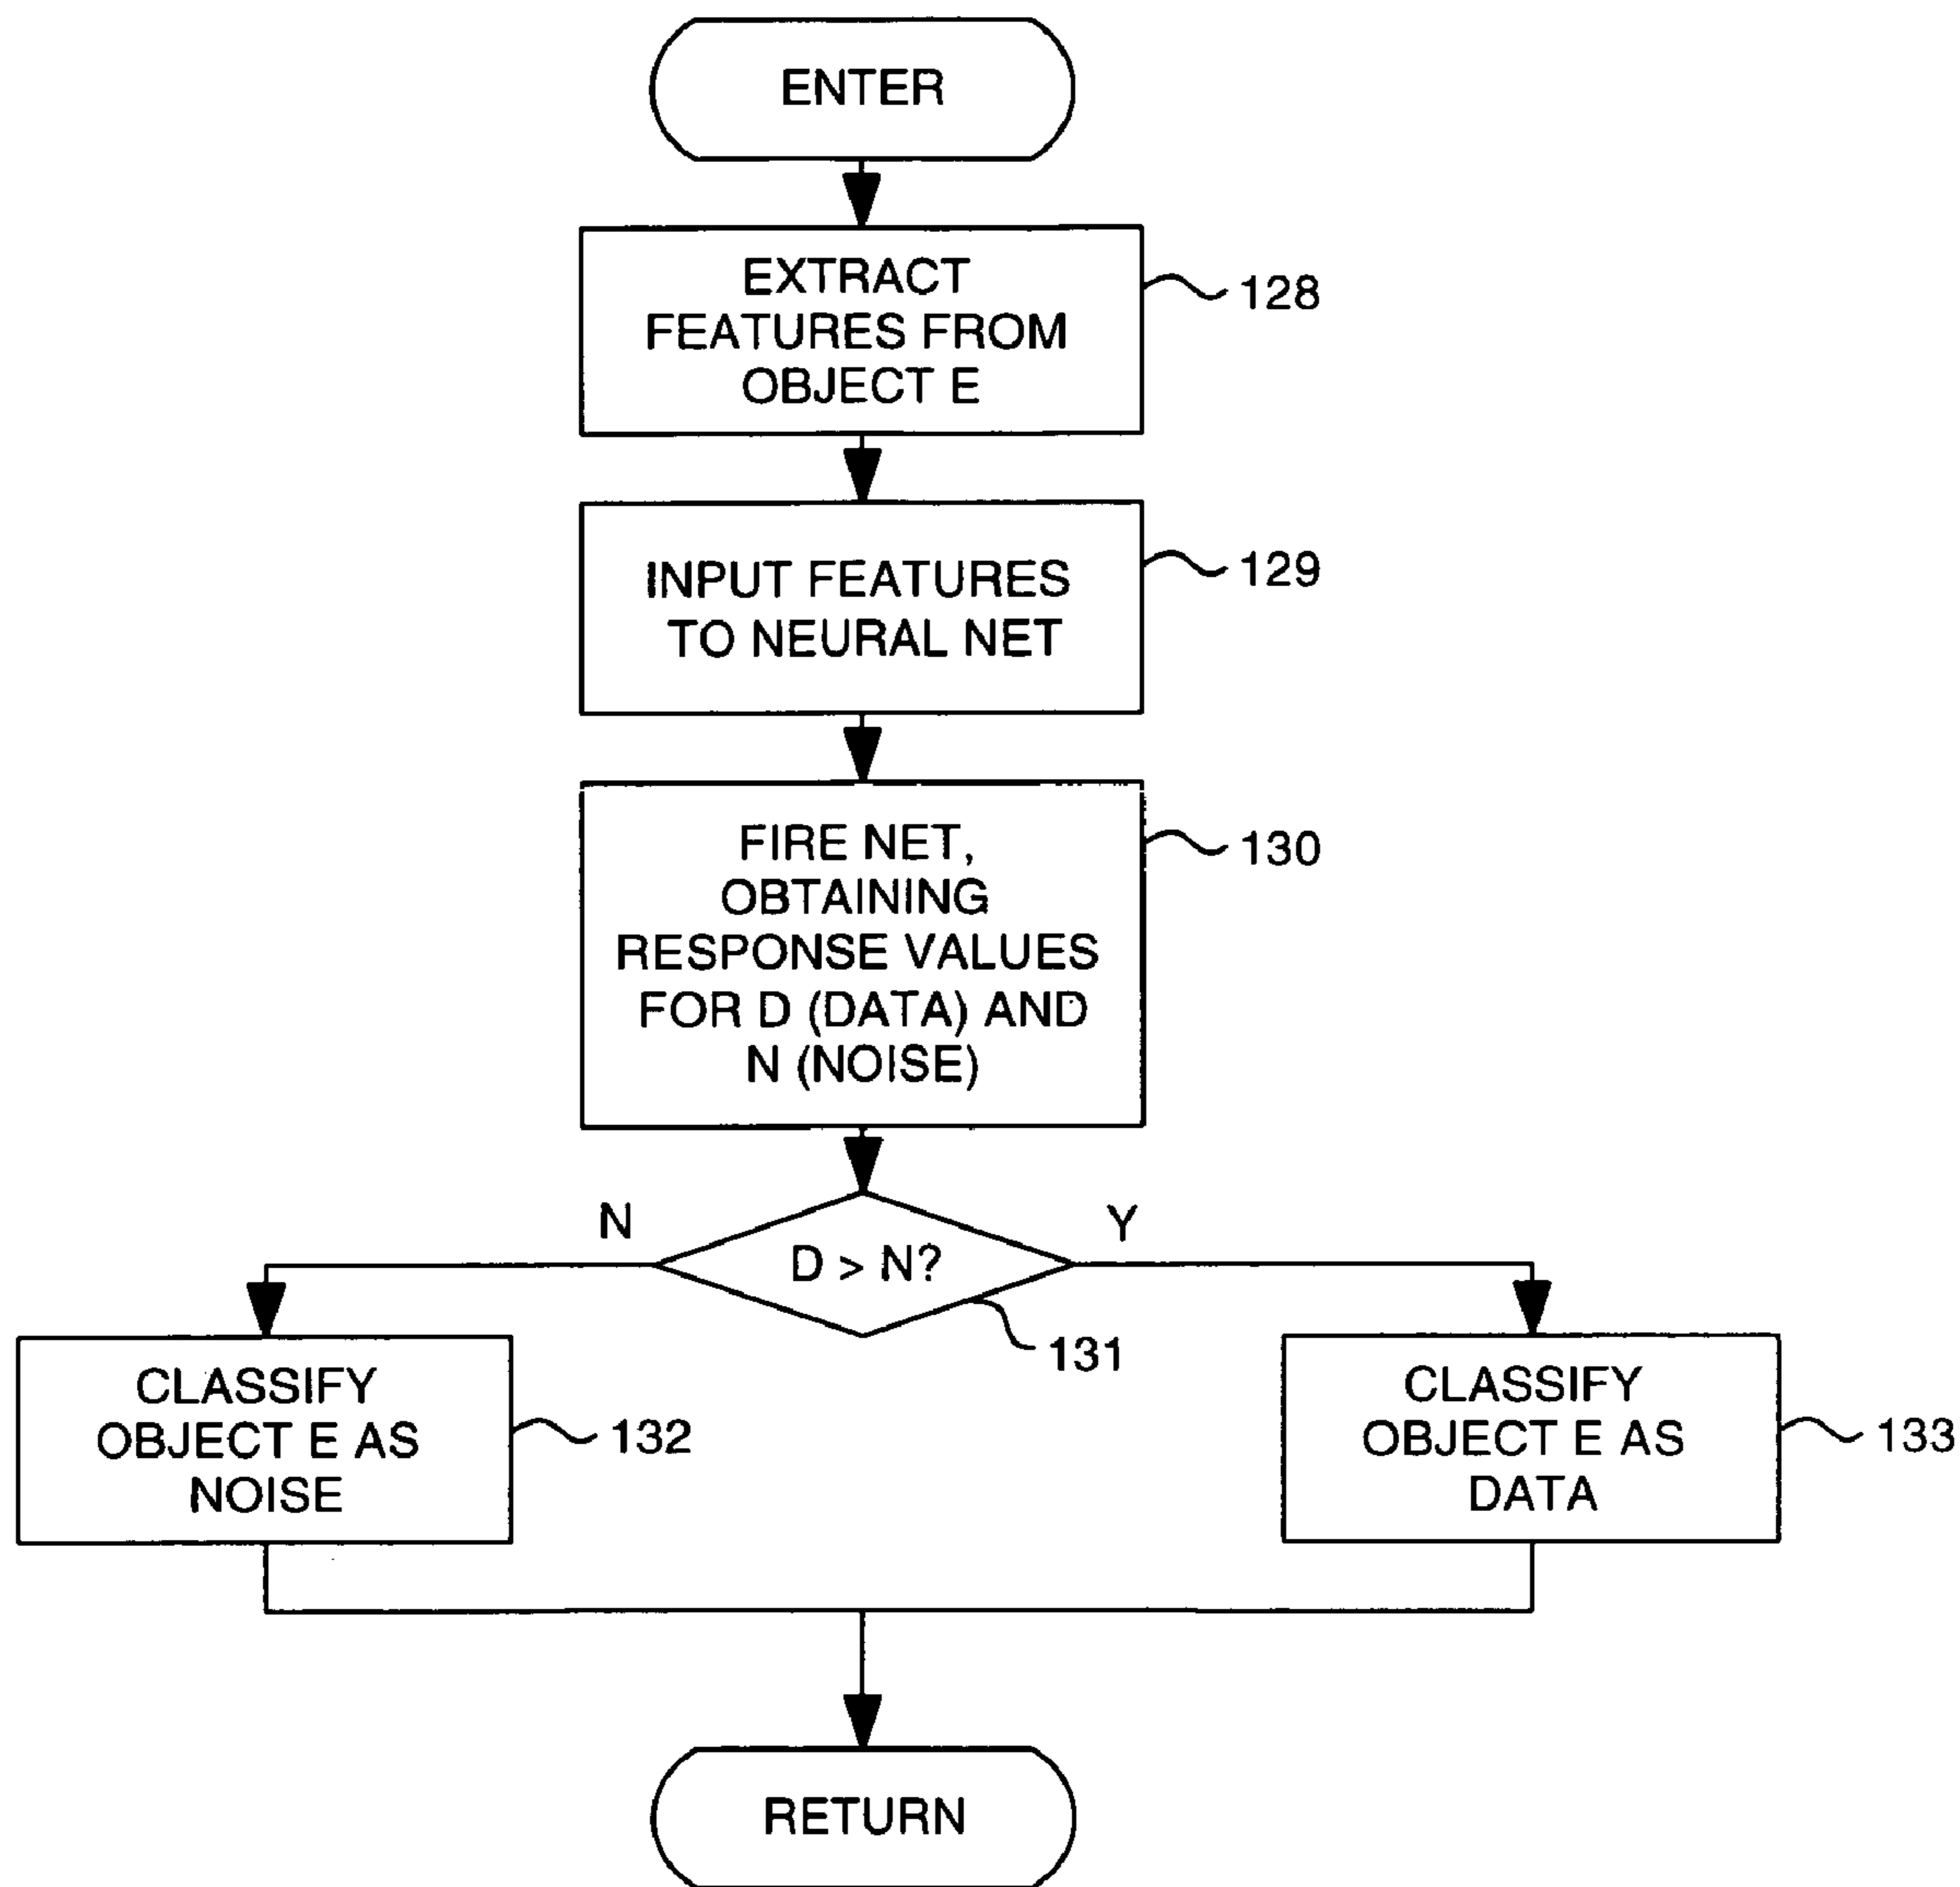 ENTER
EXTRACT
FEATURES FROM
OBJECT E
128
INPUT FEATURES
TO NEURAL NET
129
FIRE NET,
OBTAINING
RESPONSE VALUES
FOR D (DATA) AND
N (NOISE)
130
N
D > N?
Y
131
CLASSIFY
OBJECT E AS
NOISE
132
CLASSIFY
OBJECT E AS
DATA
133
RETURN